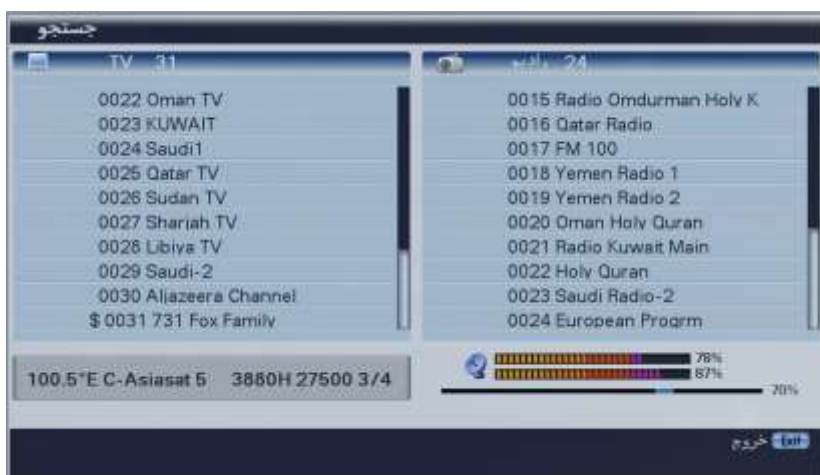 جستجو
TV 31
0022 Oman TV
0023 KUWAIT
0024 Saudi1
0025 Qatar TV
0026 Sudan TV
0027 Sharjah TV
0028 Libiya TV
0029 Saudi-2
0030 Aljazeera Channel
$ 0031 731 Fox Family
رادیو 24
0015 Radio Omdurman Holy K
0016 Qatar Radio
0017 FM 100
0018 Yemen Radio 1
0019 Yemen Radio 2
0020 Oman Holy Quran
0021 Radio Kuwait Main
0022 Holy Quran
0023 Saudi Radio-2
0024 European Progrm
100.5°E C-Asiasat 5 3880H 27500 3/4
78%
87%
70%
خروج Exit